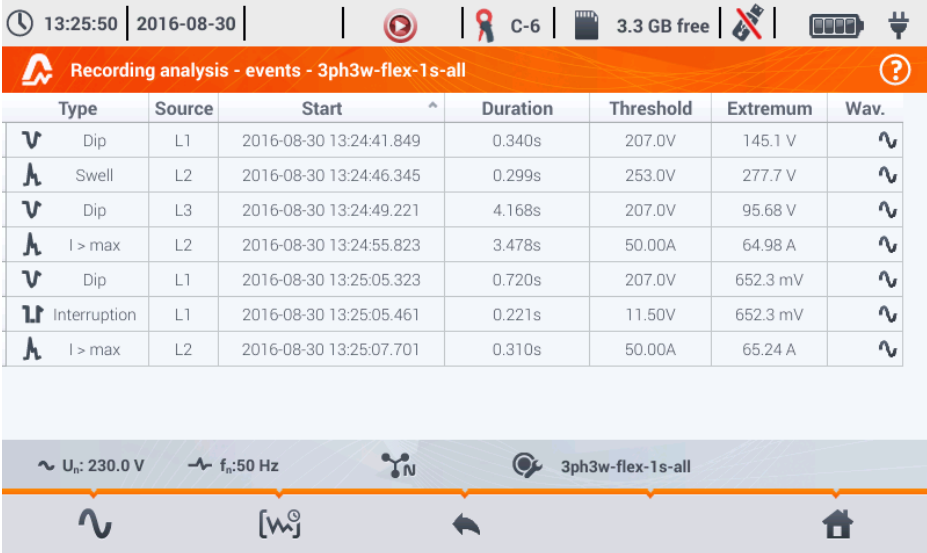 13:25:50 2016-08-30 C-6 3.3 GB free
Recording analysis - events - 3ph3w-flex-1s-all ?
Type Source Start Duration Threshold Extremum Wav.
Dip L1 2016-08-30 13:24:41.849 0.340s 207.0V 145.1 V
Swell L2 2016-08-30 13:24:46.345 0.299s 253.0V 277.7 V
Dip L3 2016-08-30 13:24:49.221 4.168s 207.0V 95.68 V
I > max L2 2016-08-30 13:24:55.823 3.478s 50.00A 64.98 A
Dip L1 2016-08-30 13:25:05.323 0.720s 207.0V 652.3 mV
Interruption L1 2016-08-30 13:25:05.461 0.221s 11.50V 652.3 mV
I > max L2 2016-08-30 13:25:07.701 0.310s 50.00A 65.24 A
Un: 230.0 V fn:50 Hz N 3ph3w-flex-1s-all